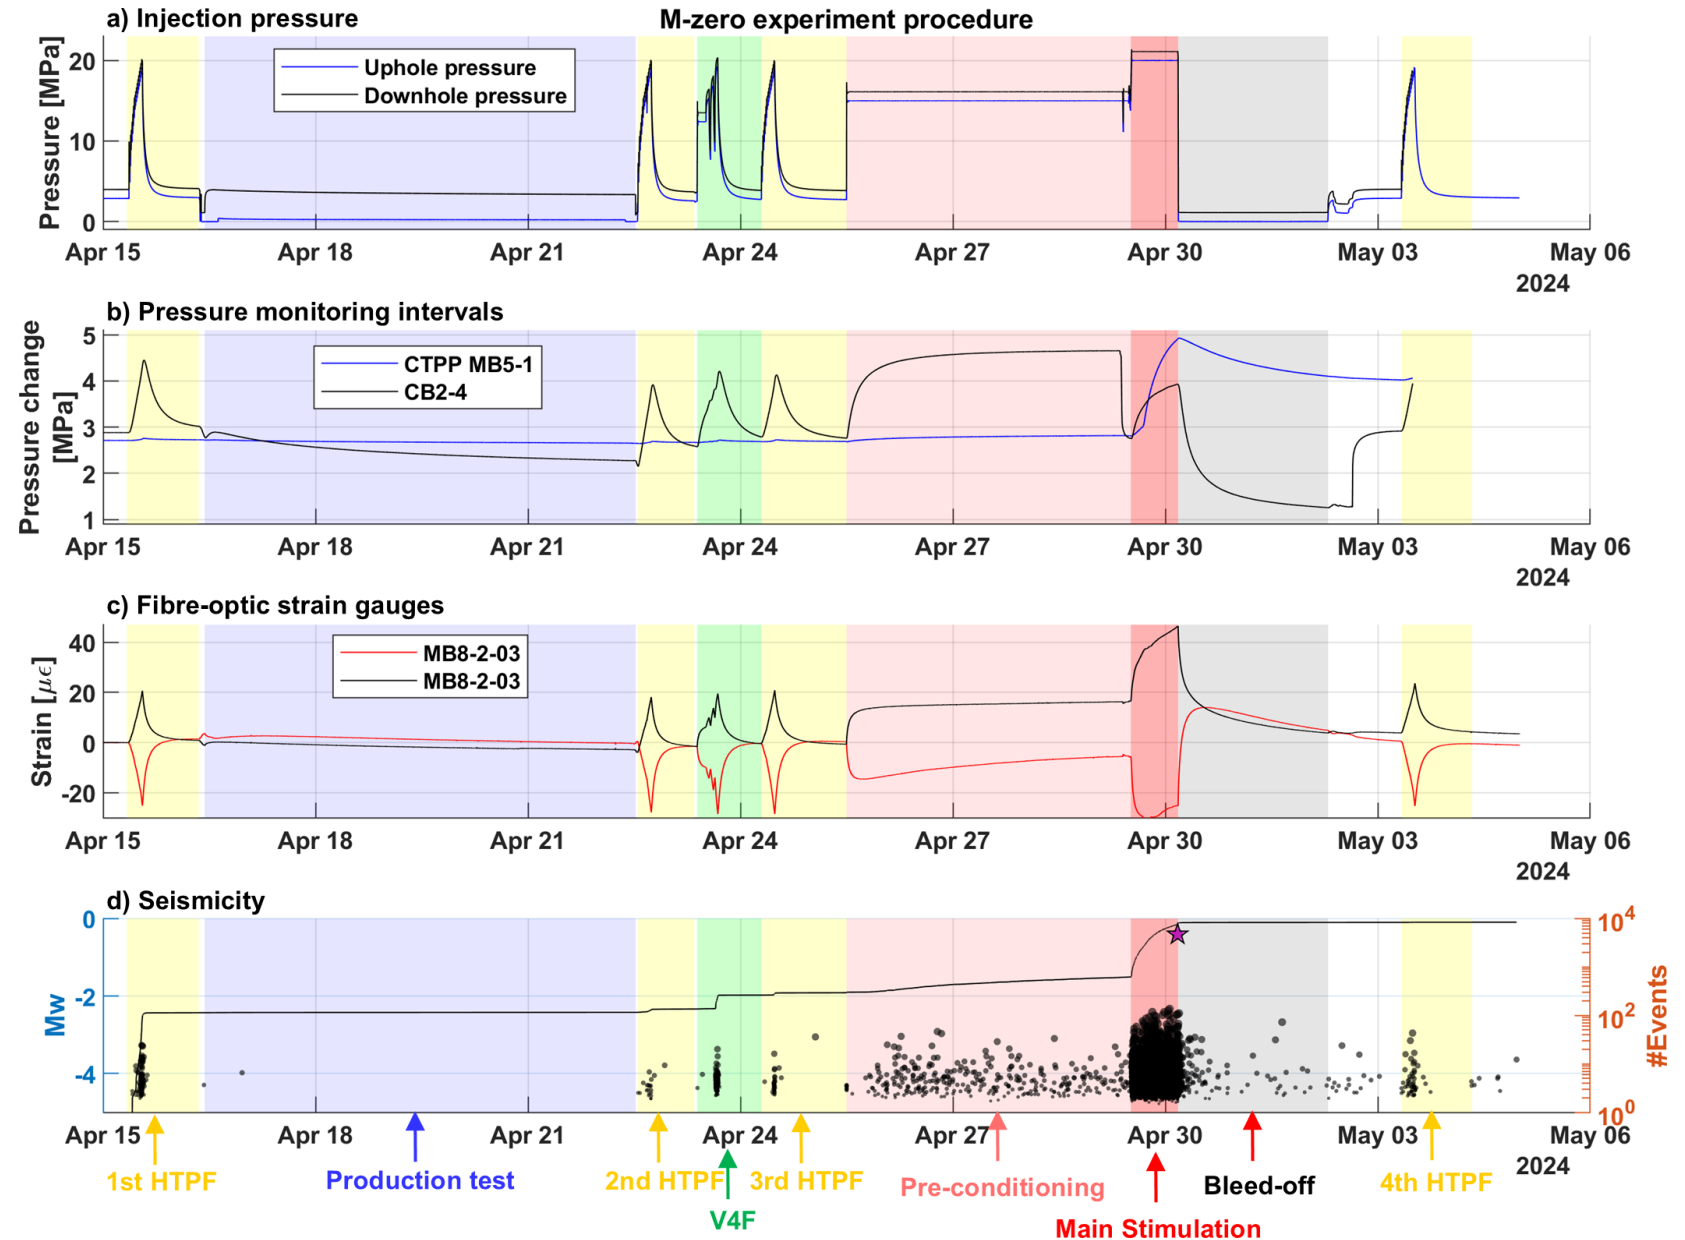 a) Injection pressure
M-zero experiment procedure
Pressure [MPa]
20
10
0
Uphole pressure
Downhole pressure
Apr 15 Apr 18 Apr 21 Apr 24 Apr 27 Apr 30 May 03 May 06
2024
b) Pressure monitoring intervals
Pressure change
[MPa]
5
4
3
2
1
CTPP MB5-1
CB2-4
Apr 15 Apr 18 Apr 21 Apr 24 Apr 27 Apr 30 May 03 May 06
2024
c) Fibre-optic strain gauges
Strain [με]
40
20
0
-20
MB8-2-03
MB8-2-03
Apr 15 Apr 18 Apr 21 Apr 24 Apr 27 Apr 30 May 03 May 06
2024
d) Seismicity
Mw
0
-2
-4
10^4
10^2
10^0
#Events
Apr 15 Apr 18 Apr 21 Apr 24 Apr 27 Apr 30 May 03 May 06
2024
1st HTPF
Production test
2nd HTPF
3rd HTPF
Pre-conditioning
Bleed-off
4th HTPF
V4F
Main Stimulation